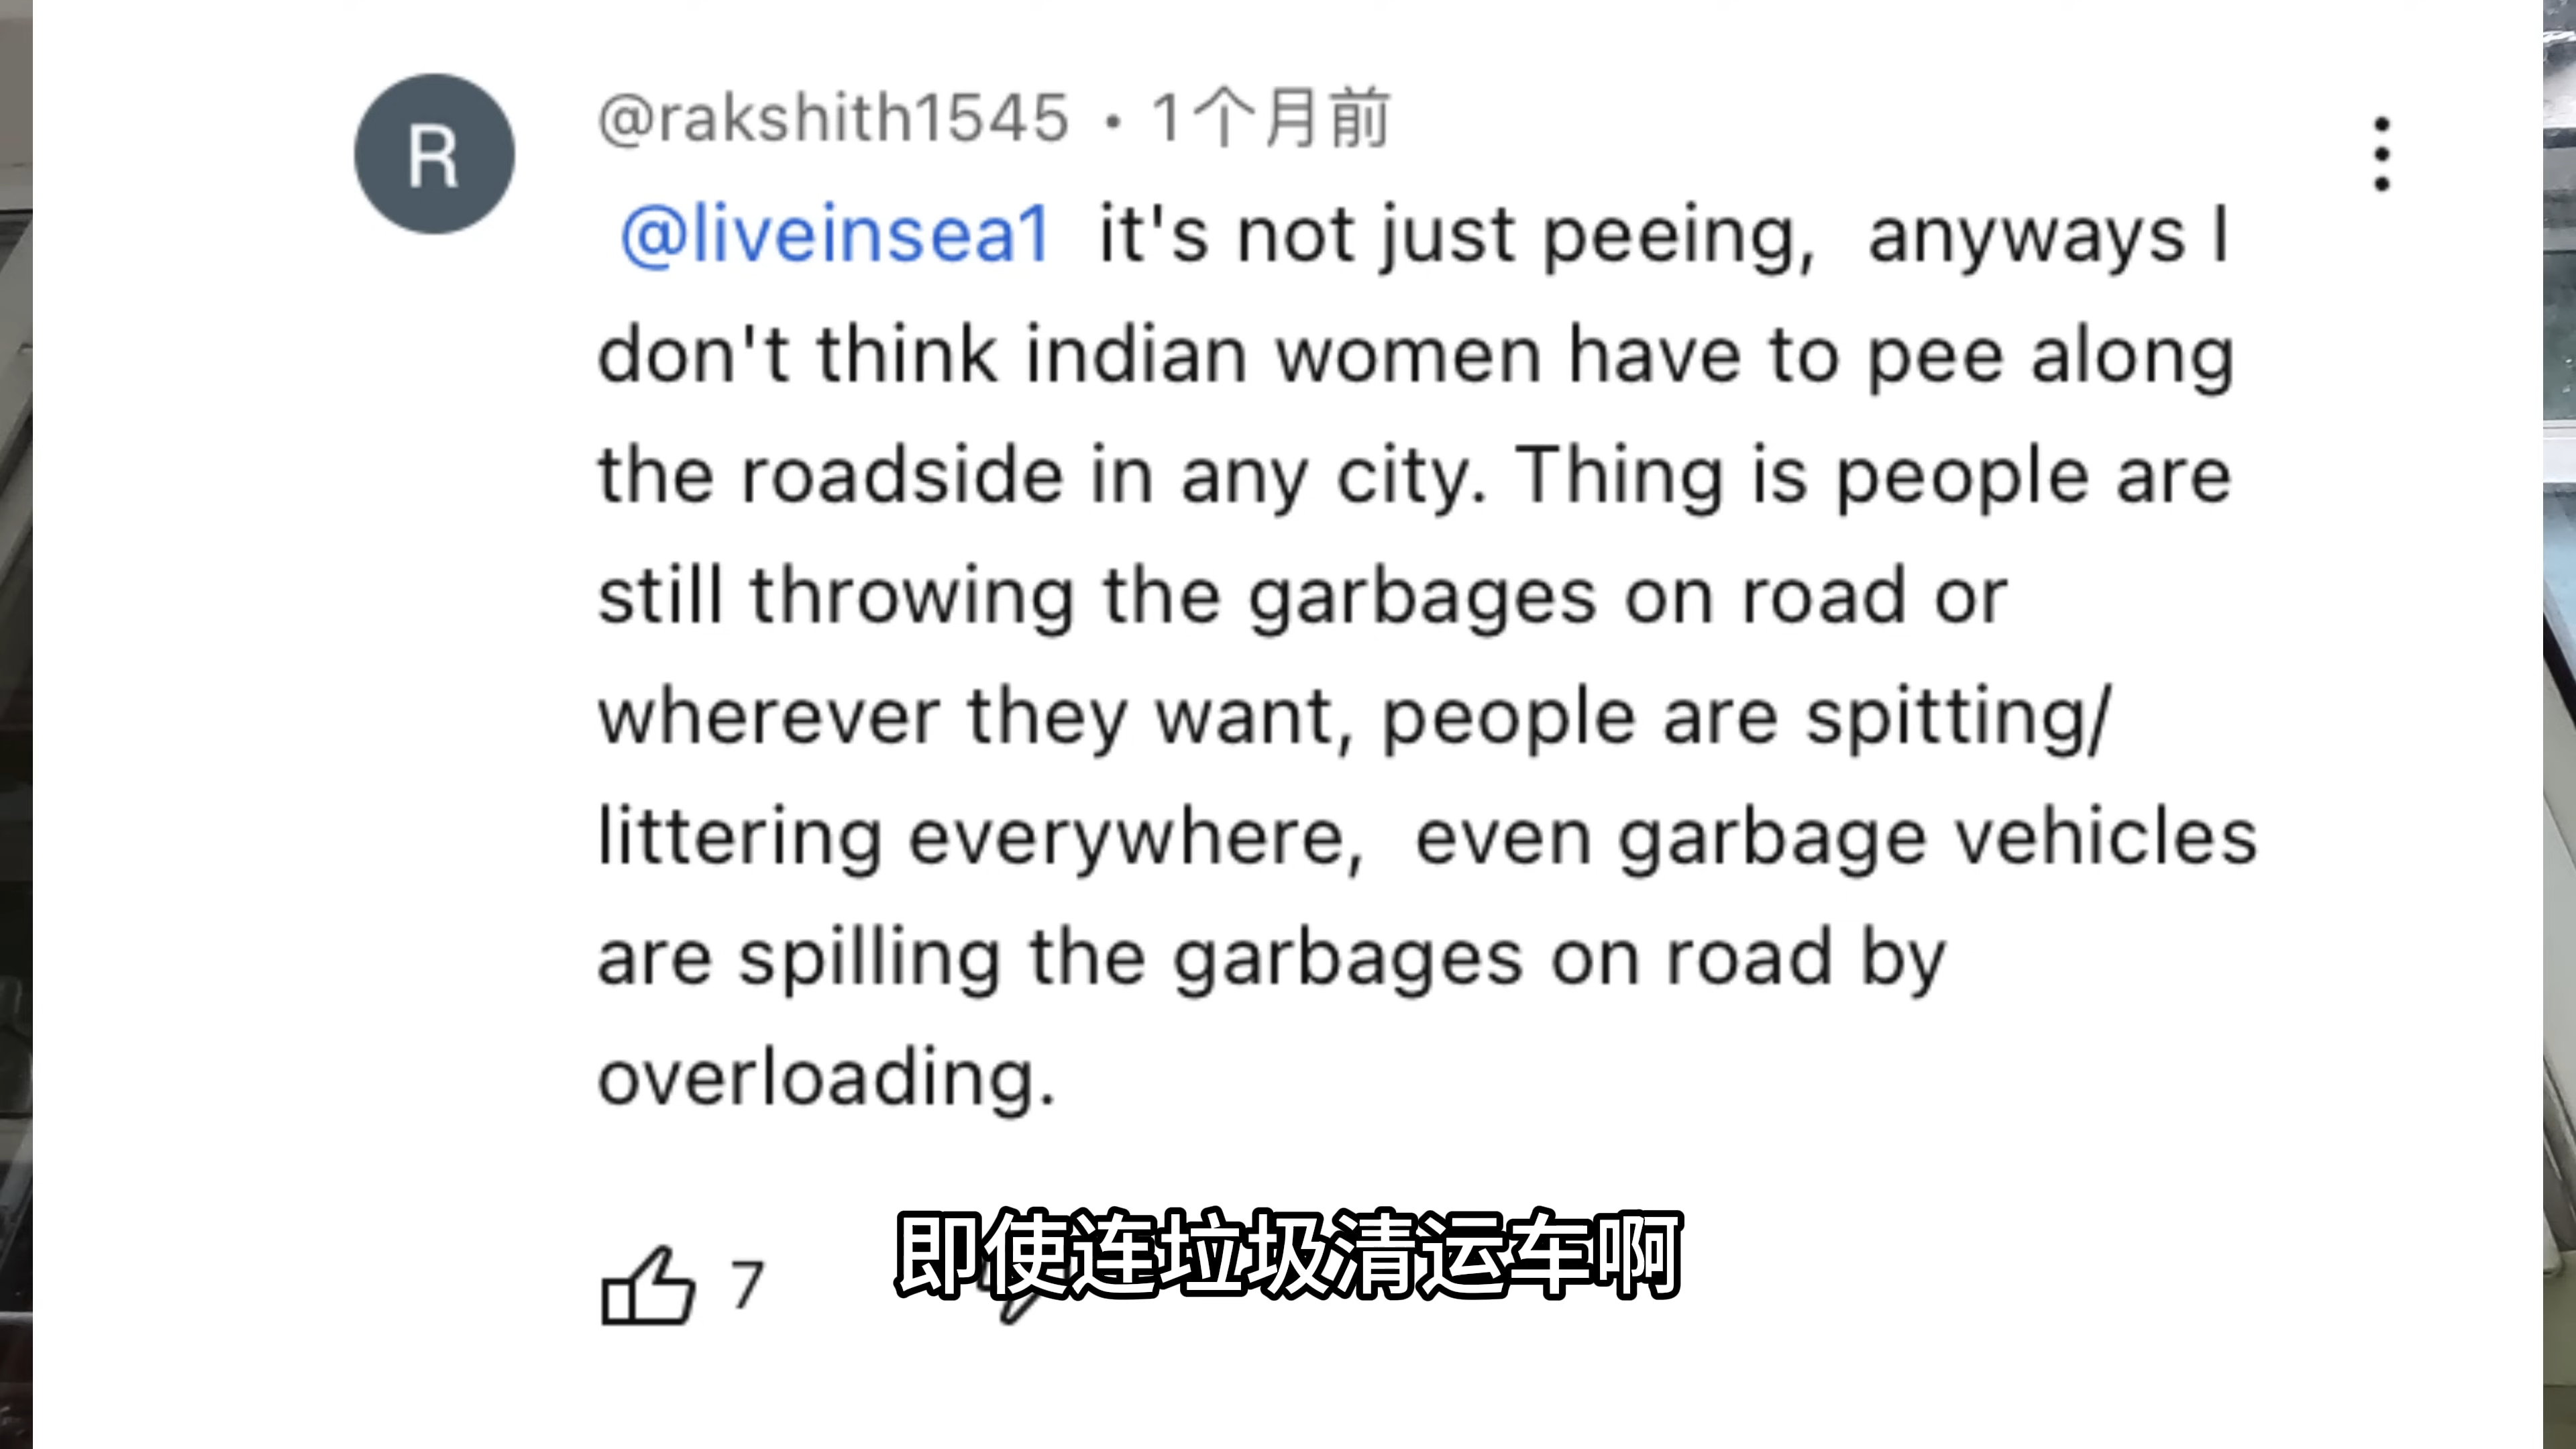 R
@rakshith1545 • 1个月前
@liveinsea1 it's not just peeing, anyways I
don't think indian women have to pee along
the roadside in any city. Thing is people are
still throwing the garbages on road or
wherever they want, people are spitting/
littering everywhere, even garbage vehicles
are spilling the garbages on road by
overloading.
7
即使连垃圾清运车啊